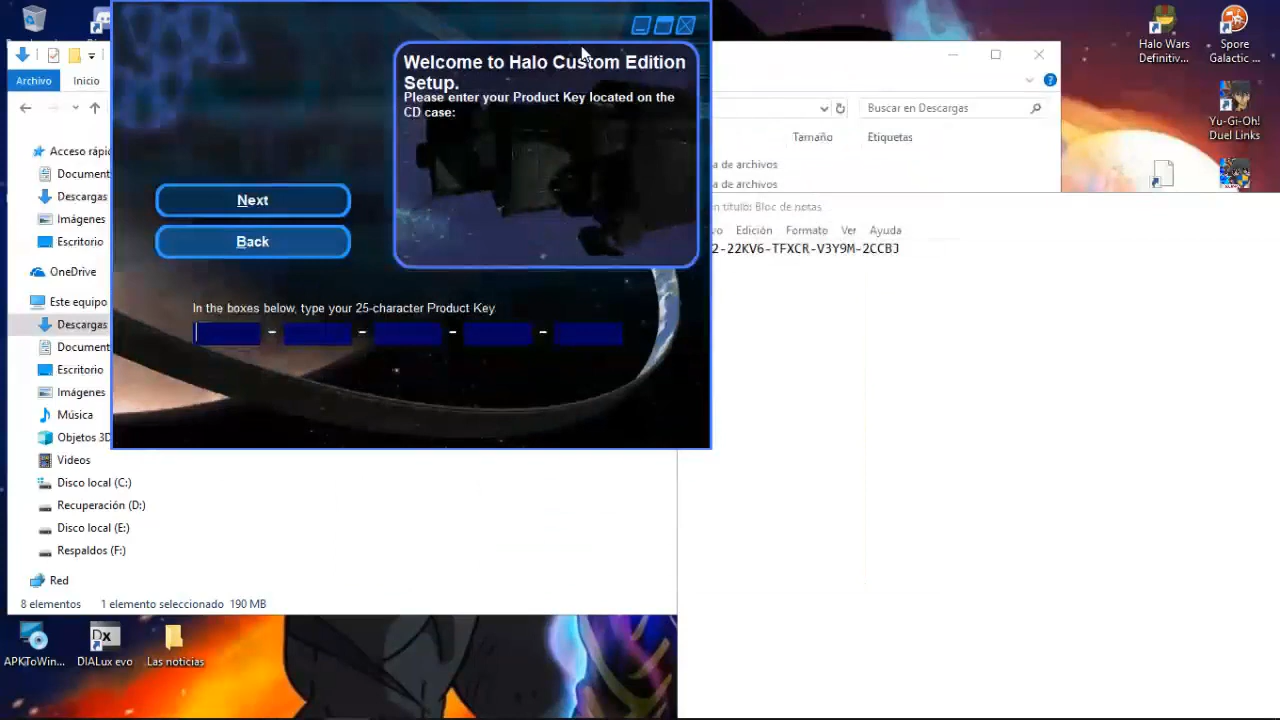 Halo Wars
Definitiv...
Spore
Galactic ...
Yu-Gi-Oh!
Duel Links
Archivo
Inicio
Acceso rápi
Document
Descargas
Imágenes
Escritorio
OneDrive
Este equipo
Descargas
Document
Escritorio
Imágenes
Música
Objetos 3D
Videos
Disco local (C:)
Recuperación (D:)
Disco local (E:)
Respaldos (F:)
Red
8 elementos 1 elemento seleccionado 190 MB
Welcome to Halo Custom Edition
Setup.
Please enter your Product Key located on the
CD case:
Next
Back
In the boxes below, type your 25-character Product Key.
- - - -
Buscar en Descargas
Tamaño
Etiquetas
a de archivos
a de archivos
n título: Bloc de notas
vo Edición Formato Ver Ayuda
2-22KV6-TFXCR-V3Y9M-2CCBJ
APKToWin...
DIALux evo
Las noticias
Dx